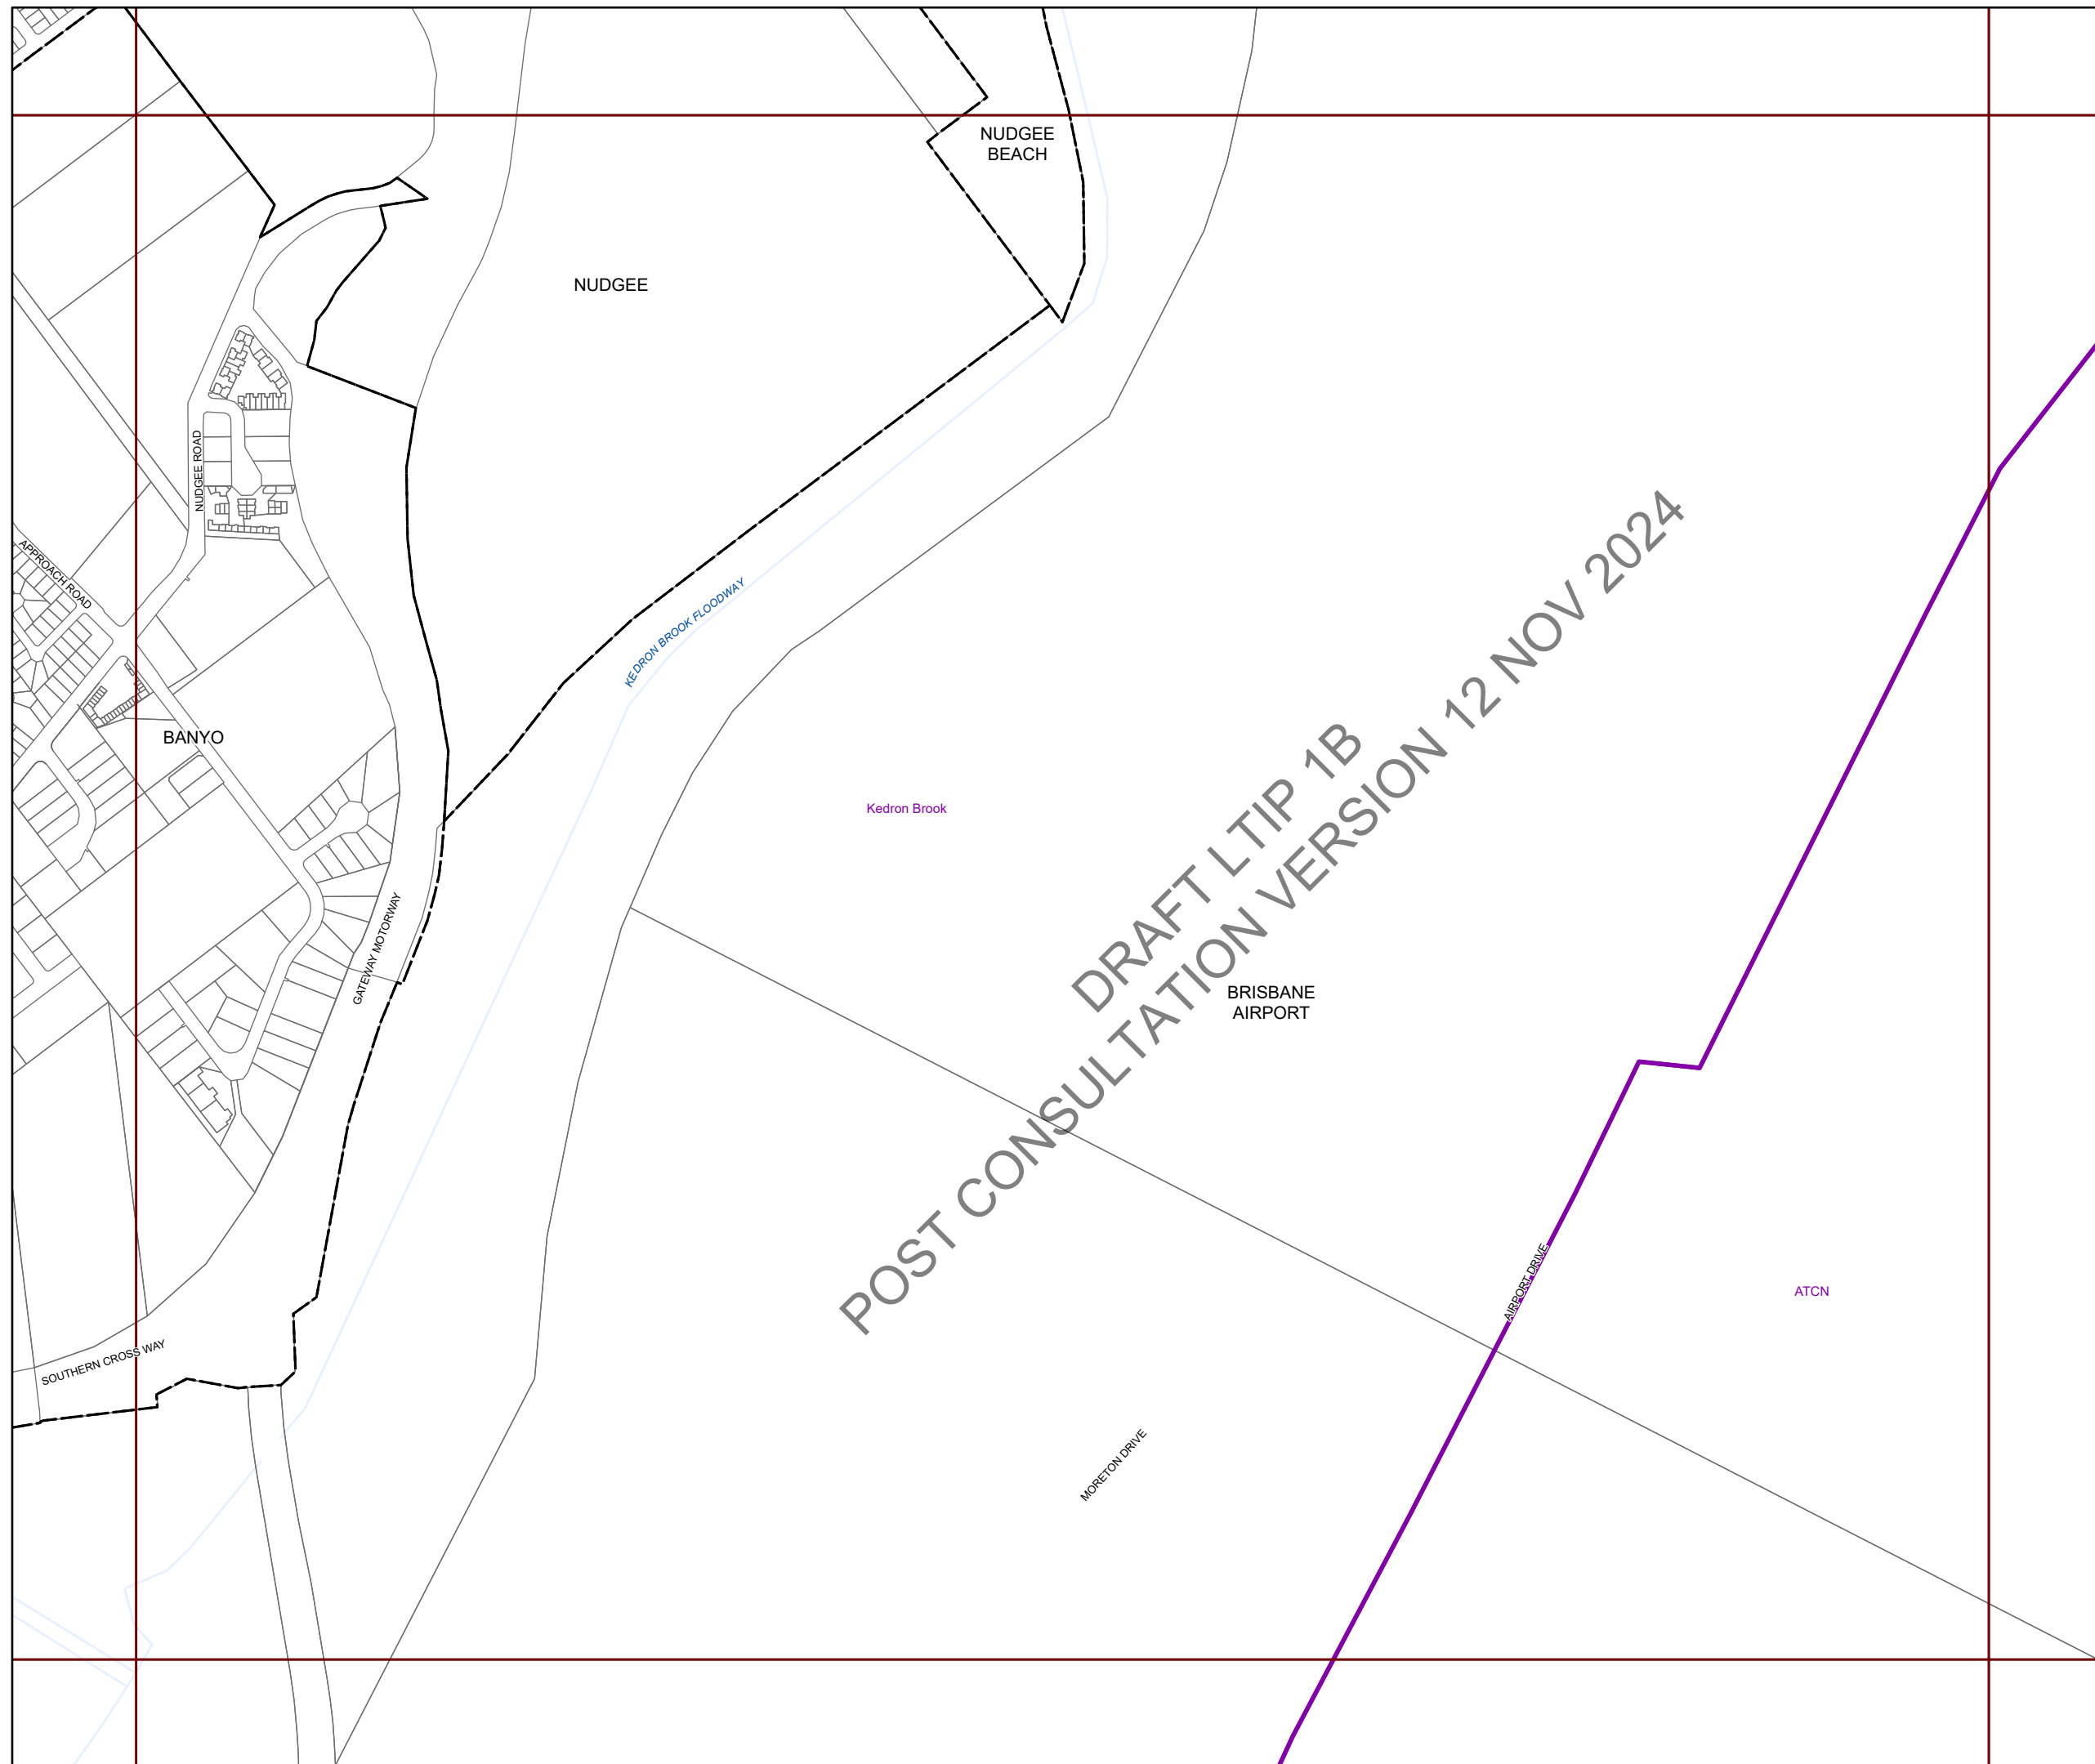 NUDGEE
BEACH
NUDGEE
NUDGEE ROAD
APPROACH ROAD
KEDRON BROOK FLOODWAY
BANYO
Kedron Brook
DRAFT LTIP 1B
POST CONSULTATION VERSION 12 NOV 2024
GATEWAY MOTORWAY
BRISBANE
AIRPORT
AIRPORT DRIVE
ATCN
SOUTHERN CROSS WAY
MORETON DRIVE